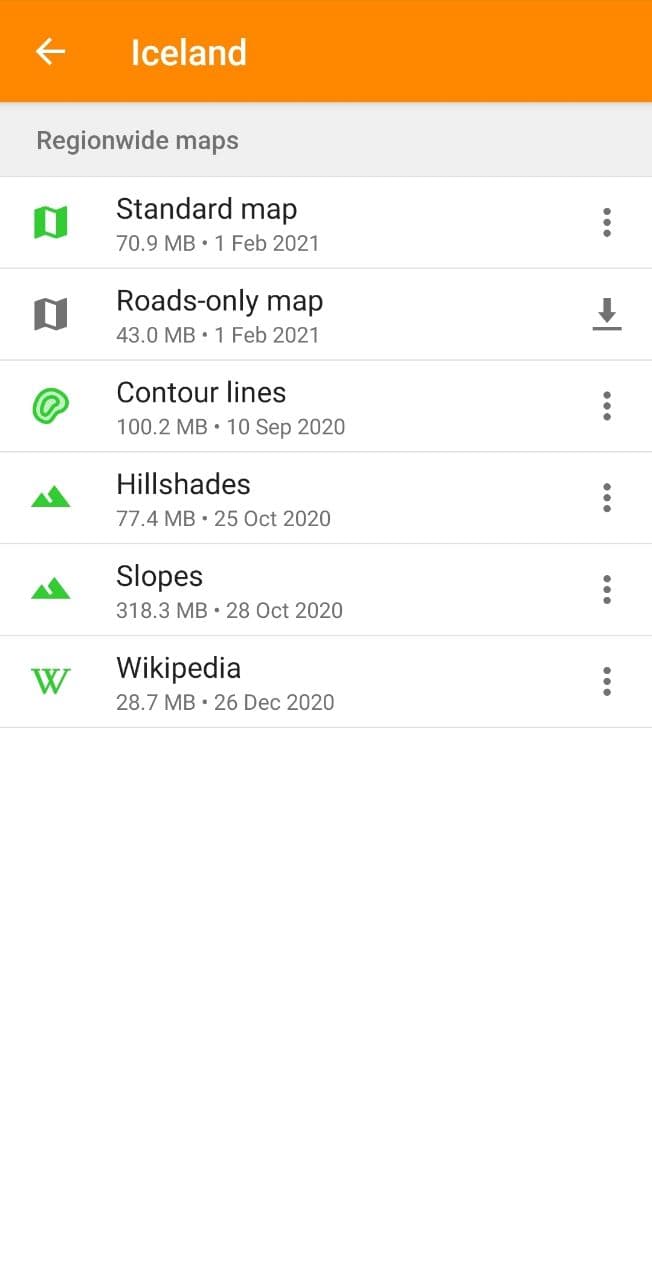 Iceland
Regionwide maps
Standard map
70.9 MB • 1 Feb 2021
Roads-only map
43.0 MB • 1 Feb 2021
Contour lines
100.2 MB • 10 Sep 2020
Hillshades
77.4 MB • 25 Oct 2020
Slopes
318.3 MB • 28 Oct 2020
W
Wikipedia
28.7 MB • 26 Dec 2020